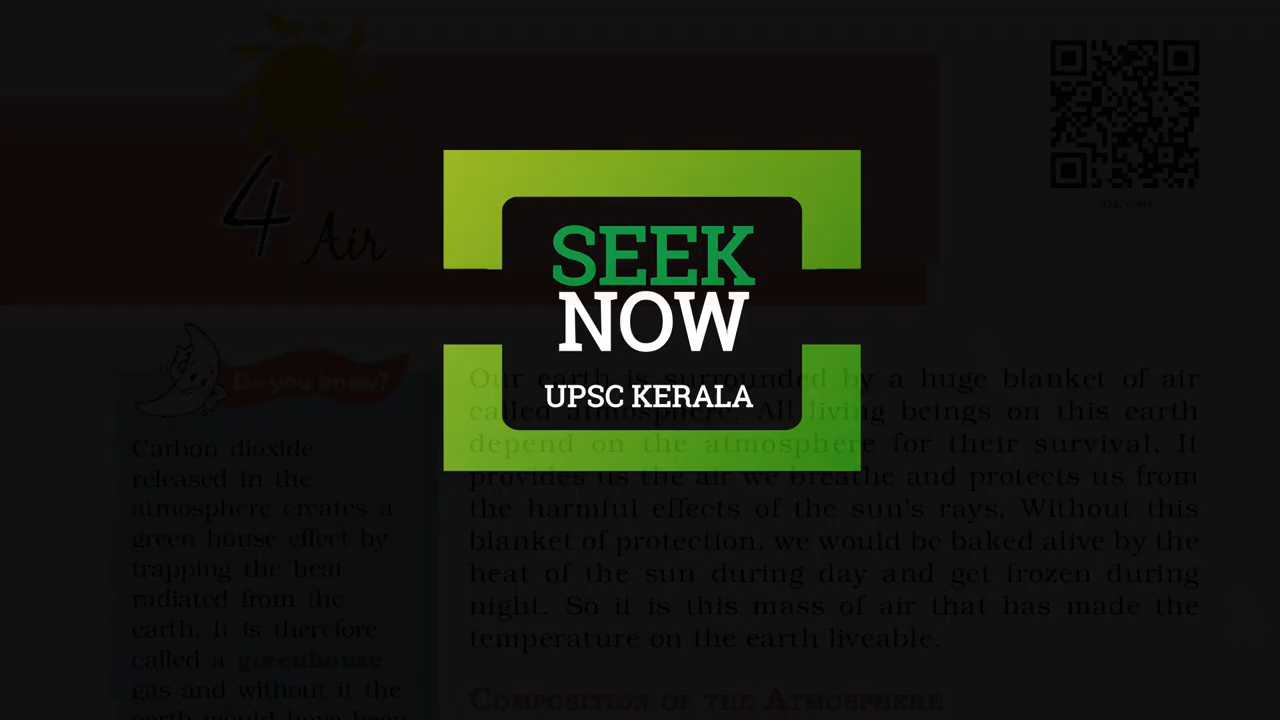 4 Air
SEEK
NOW
UPSC KERALA
Do you know?
Carbon dioxide
released in the
atmosphere creates a
green house effect by
trapping the heat
radiated from the
earth. It is therefore
called a greenhouse
gas and without it the
earth would have been
Our earth is surrounded by a huge blanket of air
called atmosphere. All living beings on this earth
depend on the atmosphere for their survival. It
provides us the air we breathe and protects us from
the harmful effects of the sun's rays. Without this
blanket of protection, we would be baked alive by the
heat of the sun during day and get frozen during
night. So it is this mass of air that has made the
temperature on the earth liveable.
COMPOSITION OF THE ATMOSPHERE